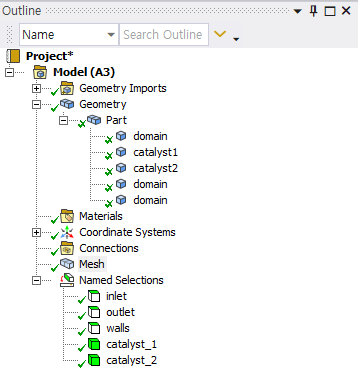 Outline
Name
Search Outline
Project*
Model (A3)
Geometry Imports
Geometry
Part
domain
catalyst1
catalyst2
domain
domain
Materials
Coordinate Systems
Connections
Mesh
Named Selections
inlet
outlet
walls
catalyst_1
catalyst_2